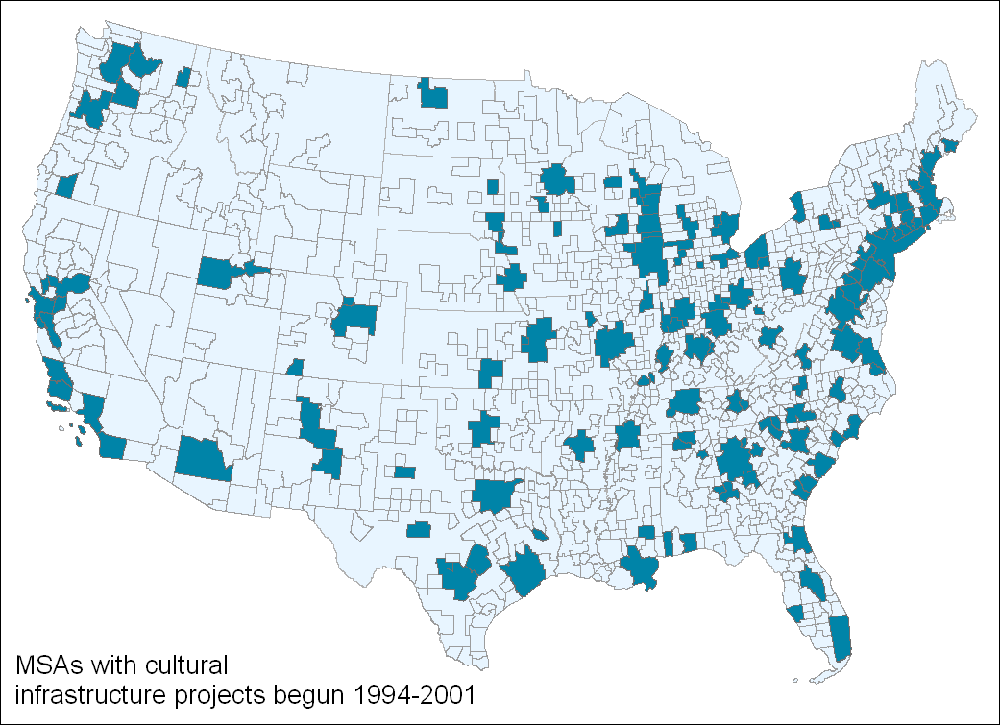 MSAs with cultural
infrastructure projects begun 1994-2001